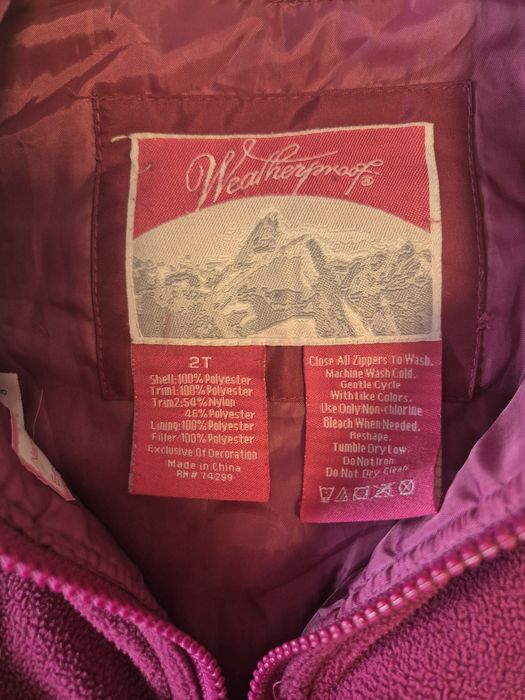 Weatherproof®
2T
Shell:100%Polyester
Trim1:100%Polyester
Trim2:54%Nylon
46%Polyester
Lining:100%Polyester
Filler:100%Polyester
Exclusive Of Decoration
Made in China
RN# 74299
Close All Zippers To Wash.
Machine Wash Cold.
Gentle Cycle
With Like Colors.
Use Only Non-chlorine
Bleach When Needed.
Reshape.
Tumble Dry Low.
Do Not Iron
Do Not Dry Clean